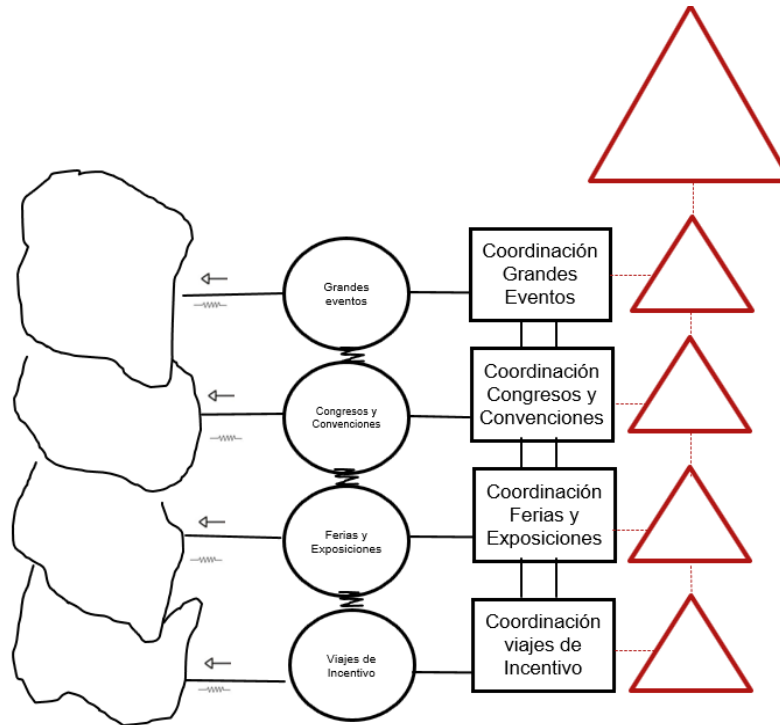 Grandes
eventos
Coordinación
Grandes
Eventos
Congresos y
Convenciones
Coordinación
Congresos y
Convenciones
Ferias y
Exposiciones
Coordinación
Ferias y
Exposiciones
Viajes de
Incentivo
Coordinación
viajes de
Incentivo